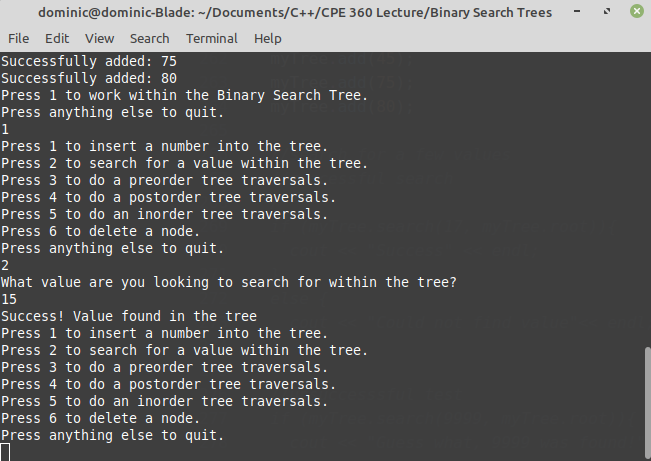 dominic@dominic-Blade: ~/Documents/C++/CPE 360 Lecture/Binary Search Trees
File Edit View Search Terminal Help
Successfully added: 75
Successfully added: 80
Press 1 to work within the Binary Search Tree.
Press anything else to quit.
1
Press 1 to insert a number into the tree.
Press 2 to search for a value within the tree.
Press 3 to do a preorder tree traversals.
Press 4 to do a postorder tree traversals.
Press 5 to do an inorder tree traversals.
Press 6 to delete a node.
Press anything else to quit.
2
What value are you looking to search for within the tree?
15
Success! Value found in the tree
Press 1 to insert a number into the tree.
Press 2 to search for a value within the tree.
Press 3 to do a preorder tree traversals.
Press 4 to do a postorder tree traversals.
Press 5 to do an inorder tree traversals.
Press 6 to delete a node.
Press anything else to quit.